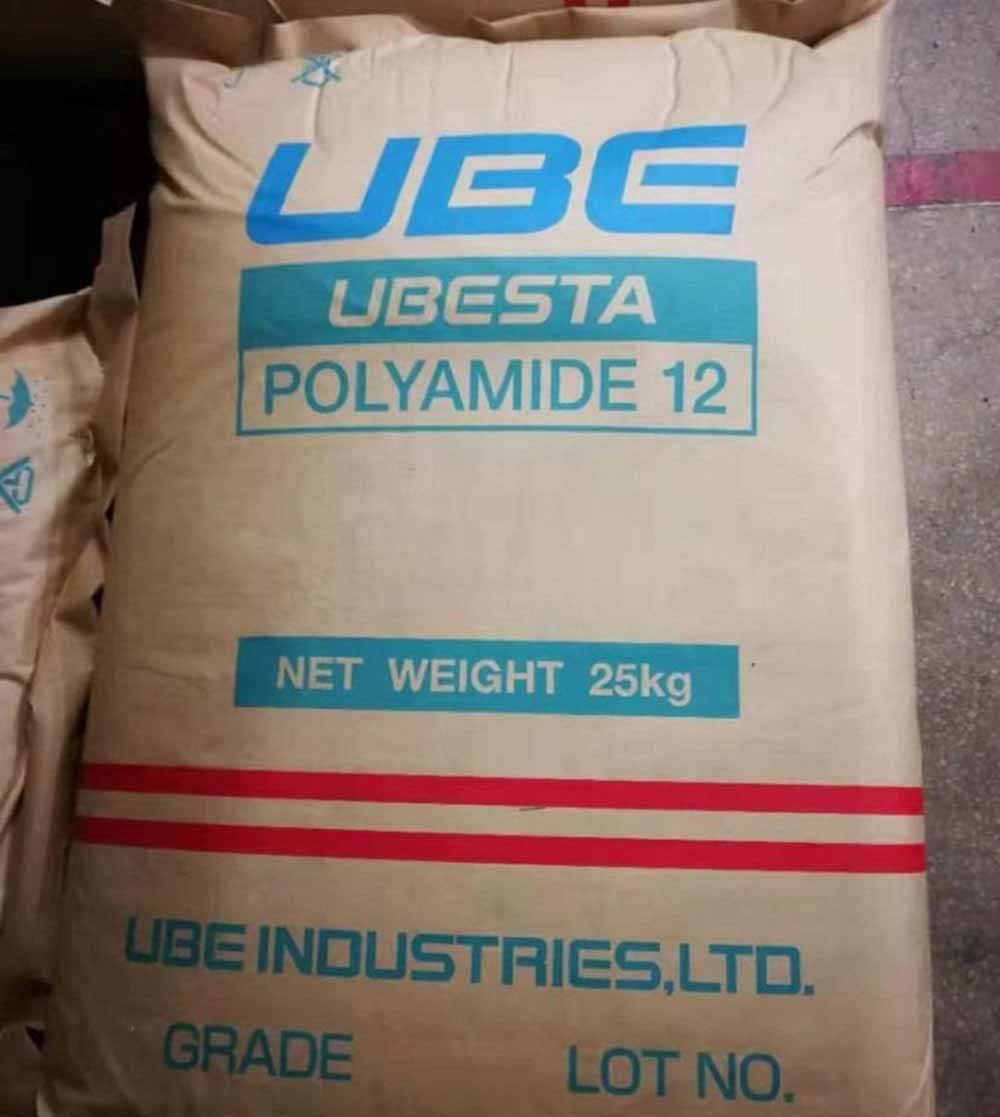 UBE
UBESTA
POLYAMIDE 12
NET WEIGHT 25kg
UBE INDUSTRIES,LTD.
GRADE LOT NO.